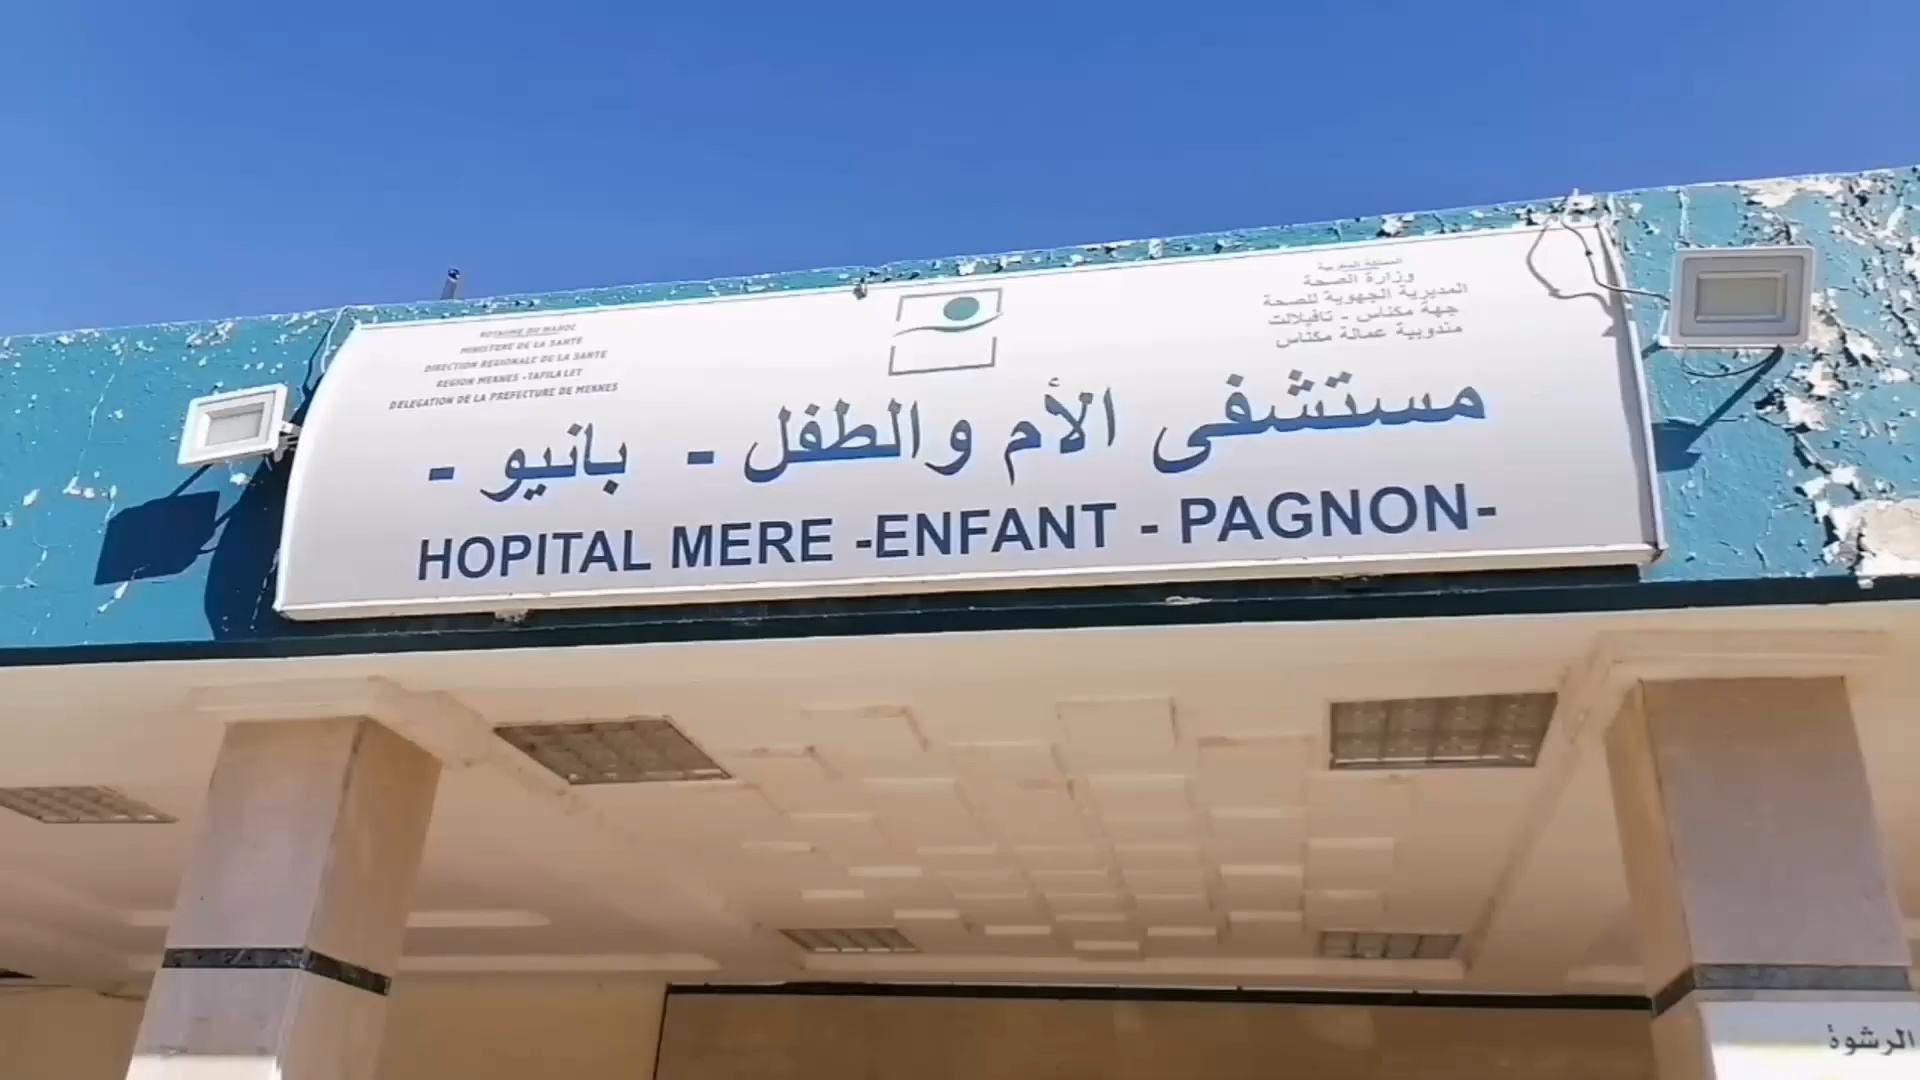 ROYAUME DU MAROC
MINISTERE DE LA SANTE
DIRECTION REGIONALE DE LA SANTE
REGION MEKNES -TAFILALET
DELEGATION DE LA PREFECTURE DE MEKNES
المملكة المغربية
وزارة الصحة
المديرية الجهوية للصحة
جهة مكناس - تافيلالت
مندوبية عمالة مكناس
مستشفى الأم والطفل - بانيو -
HOPITAL MERE -ENFANT - PAGNON-
الرشوة